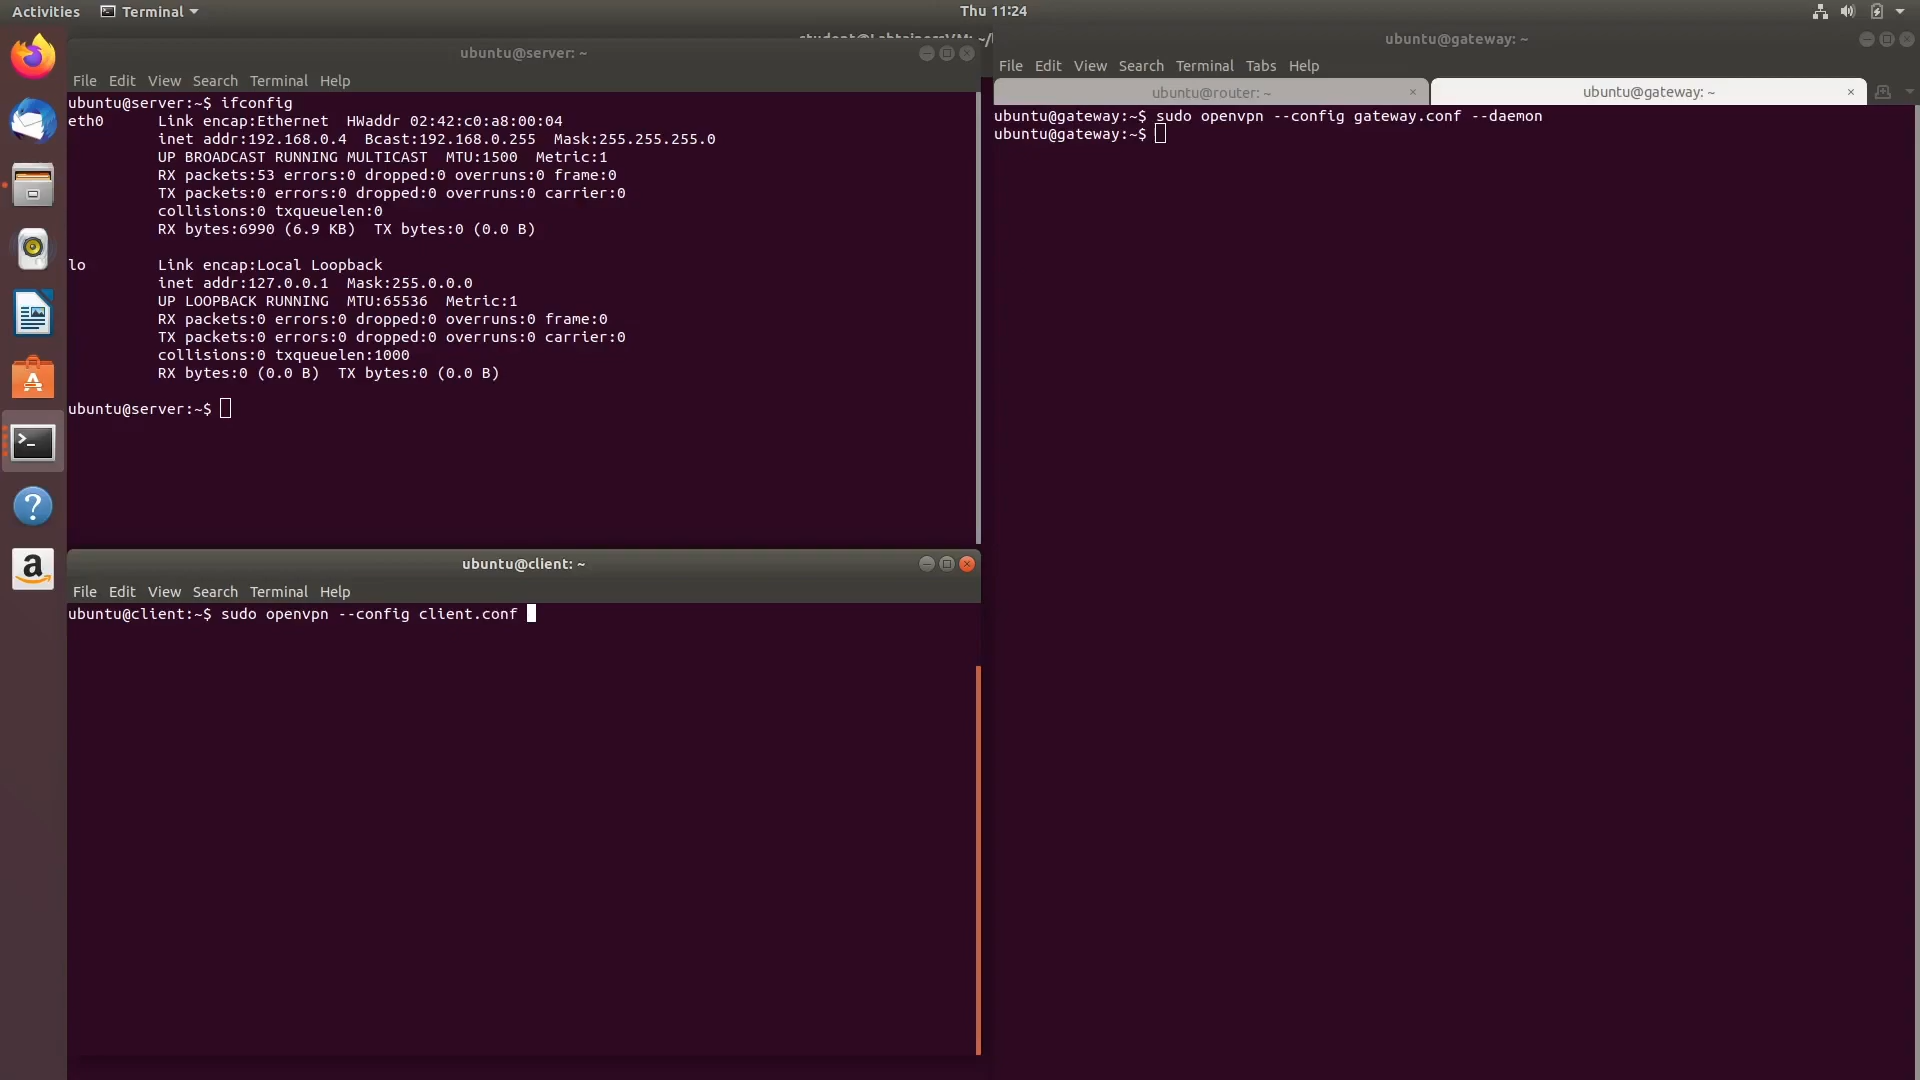 Activities Terminal Thu 11:24
ubuntu@server: ~
File Edit View Search Terminal Help
ubuntu@server:~$ ifconfig
eth0      Link encap:Ethernet  HWaddr 02:42:c0:a8:00:04
          inet addr:192.168.0.4  Bcast:192.168.0.255  Mask:255.255.255.0
          UP BROADCAST RUNNING MULTICAST  MTU:1500  Metric:1
          RX packets:53 errors:0 dropped:0 overruns:0 frame:0
          TX packets:0 errors:0 dropped:0 overruns:0 carrier:0
          collisions:0 txqueuelen:0
          RX bytes:6990 (6.9 KB)  TX bytes:0 (0.0 B)
lo        Link encap:Local Loopback
          inet addr:127.0.0.1  Mask:255.0.0.0
          UP LOOPBACK RUNNING  MTU:65536  Metric:1
          RX packets:0 errors:0 dropped:0 overruns:0 frame:0
          TX packets:0 errors:0 dropped:0 overruns:0 carrier:0
          collisions:0 txqueuelen:1000
          RX bytes:0 (0.0 B)  TX bytes:0 (0.0 B)
ubuntu@server:~$
ubuntu@client: ~
File Edit View Search Terminal Help
ubuntu@client:~$ sudo openvpn --config client.conf
ubuntu@gateway: ~
File Edit View Search Terminal Tabs Help
ubuntu@router: ~ ubuntu@gateway: ~
ubuntu@gateway:~$ sudo openvpn --config gateway.conf --daemon
ubuntu@gateway:~$